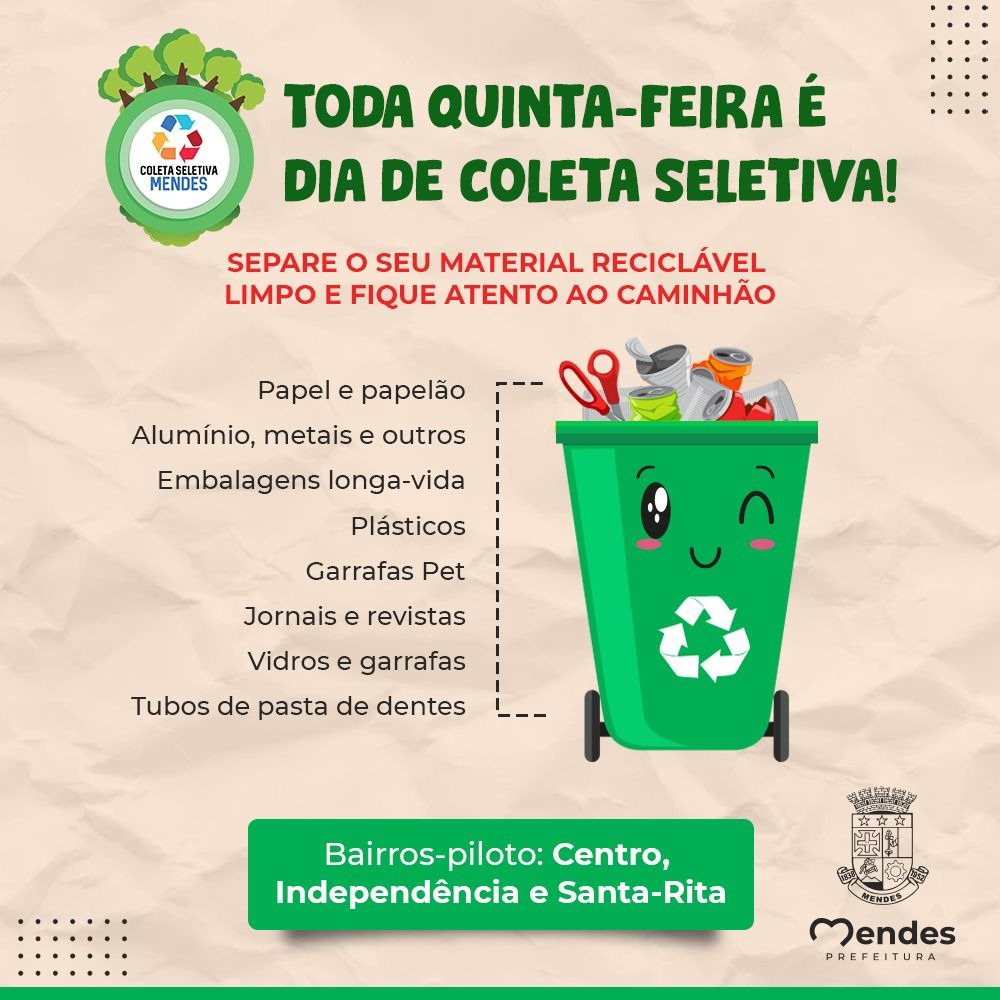 COLETA SELETIVA
MENDES
TODA QUINTA-FEIRA É
DIA DE COLETA SELETIVA!
SEPARE O SEU MATERIAL RECICLÁVEL
LIMPO E FIQUE ATENTO AO CAMINHÃO
Papel e papelão
Alumínio, metais e outros
Embalagens longa-vida
Plásticos
Garrafas Pet
Jornais e revistas
Vidros e garrafas
Tubos de pasta de dentes
Bairros-piloto: Centro,
Independência e Santa-Rita
MENDES
Mendes
PREFEITURA